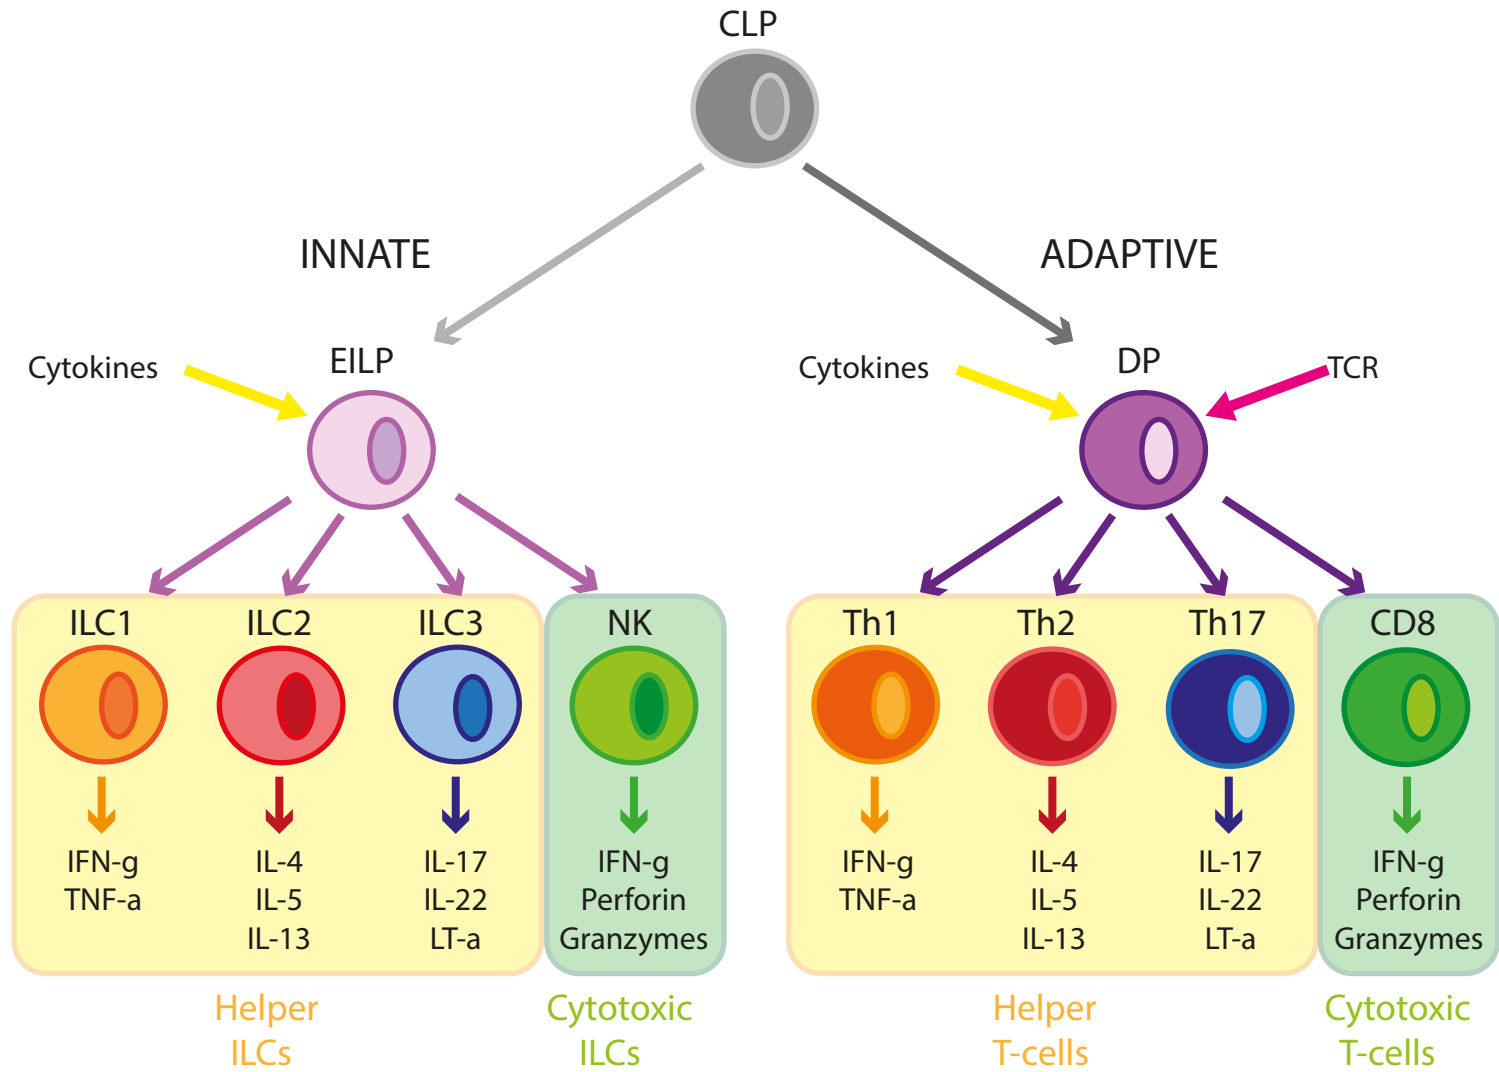 CLP
INNATE
ADAPTIVE
Cytokines
EILP
Cytokines
DP
TCR
ILC1
ILC2
ILC3
NK
Th1
Th2
Th17
CD8
IFN-g
TNF-a
IL-4
IL-5
IL-13
IL-17
IL-22
LT-a
IFN-g
Perforin
Granzymes
IFN-g
TNF-a
IL-4
IL-5
IL-13
IL-17
IL-22
LT-a
IFN-g
Perforin
Granzymes
Helper
ILCs
Cytotoxic
ILCs
Helper
T-cells
Cytotoxic
T-cells